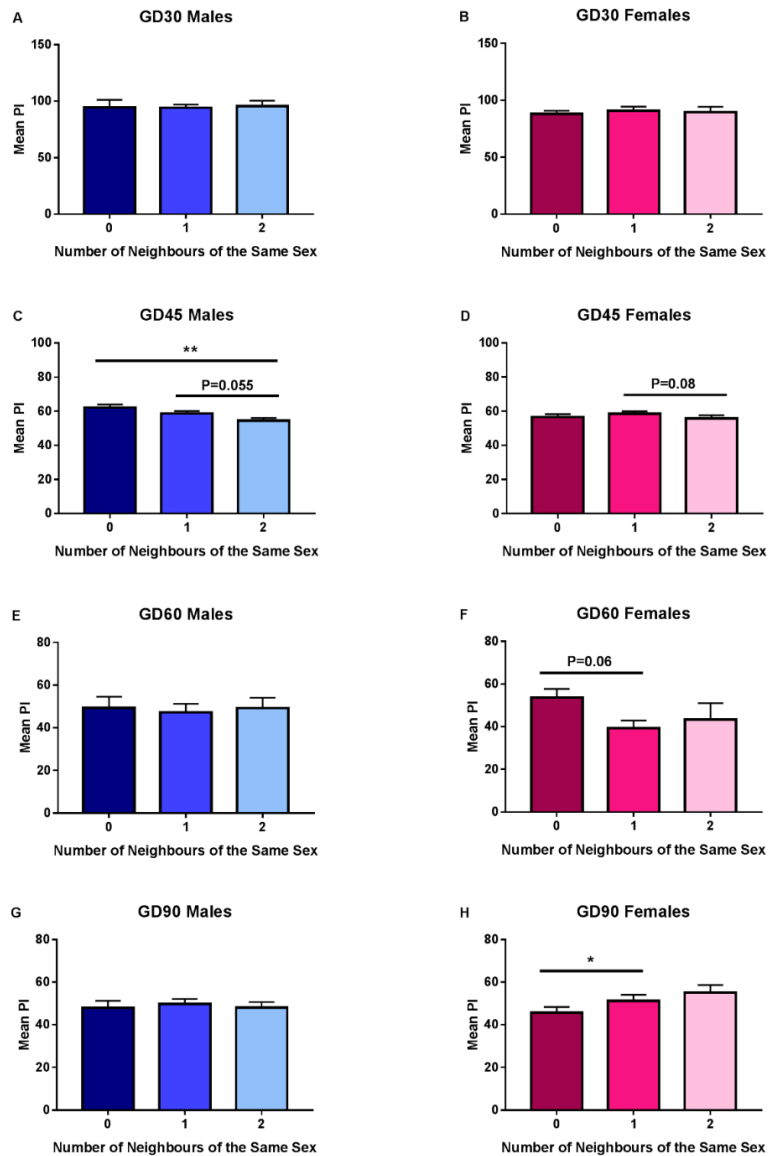 A
GD30 Males
150
100
50
0
Mean PI
0 1 2
Number of Neighbours of the Same Sex
B
GD30 Females
150
100
50
0
Mean PI
0 1 2
Number of Neighbours of the Same Sex
C
GD45 Males
100
80
60
40
20
0
Mean PI
**
P=0.055
0 1 2
Number of Neighbours of the Same Sex
D
GD45 Females
100
80
60
40
20
0
Mean PI
P=0.08
0 1 2
Number of Neighbours of the Same Sex
E
GD60 Males
80
60
40
20
0
Mean PI
0 1 2
Number of Neighbours of the Same Sex
F
GD60 Females
80
60
40
20
0
Mean PI
P=0.06
0 1 2
Number of Neighbours of the Same Sex
G
GD90 Males
80
60
40
20
0
Mean PI
0 1 2
Number of Neighbours of the Same Sex
H
GD90 Females
80
60
40
20
0
Mean PI
*
0 1 2
Number of Neighbours of the Same Sex